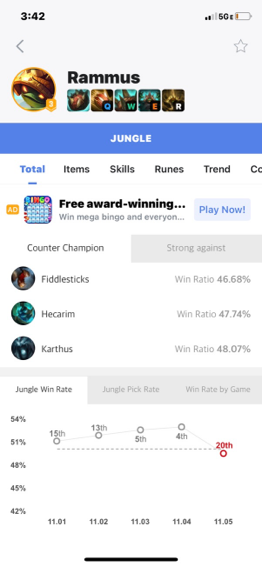 3:42
5GE
Rammus
Q W E R
2
JUNGLE
Total Items Skills Runes Trend Co
AD
BINGO
Free award-winning...
Win mega bingo and everyon...
Play Now!
Counter Champion Strong against
Fiddlesticks Win Ratio 46.68%
Hecarim Win Ratio 47.74%
Karthus Win Ratio 48.07%
Jungle Win Rate Jungle Pick Rate Win Rate by Game
54%
51%
48%
45%
42%
15th 13th 5th 4th 20th
11.01 11.02 11.03 11.04 11.05